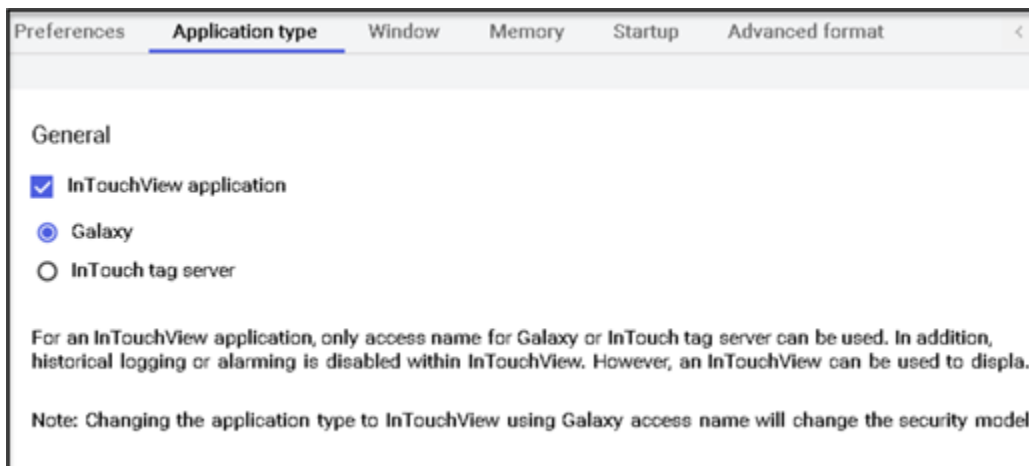 Preferences Application type Window Memory Startup Advanced format <
General
InTouchView application
Galaxy
InTouch tag server
For an InTouchView application, only access name for Galaxy or InTouch tag server can be used. In addition,
historical logging or alarming is disabled within InTouchView. However, an InTouchView can be used to displa.
Note: Changing the application type to InTouchView using Galaxy access name will change the security model